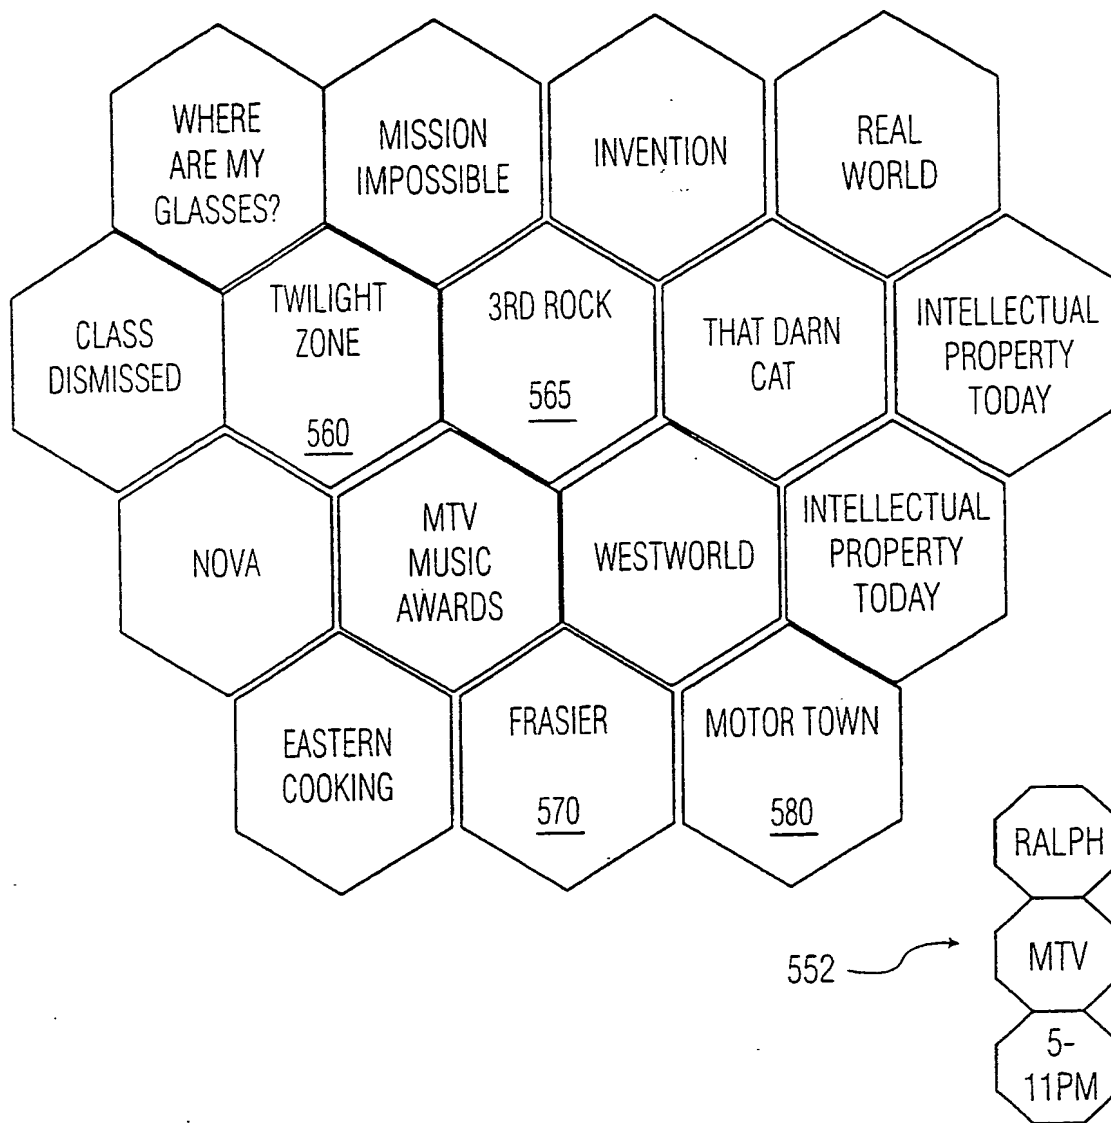 WHERE
ARE MY
GLASSES?
MISSION
IMPOSSIBLE
INVENTION
REAL
WORLD
CLASS
DISMISSED
TWILIGHT
ZONE
560
3RD ROCK
565
THAT DARN
CAT
INTELLECTUAL
PROPERTY
TODAY
NOVA
MTV
MUSIC
AWARDS
WESTWORLD
INTELLECTUAL
PROPERTY
TODAY
EASTERN
COOKING
FRASIER
570
MOTOR TOWN
580
552
RALPH
MTV
5-
11PM